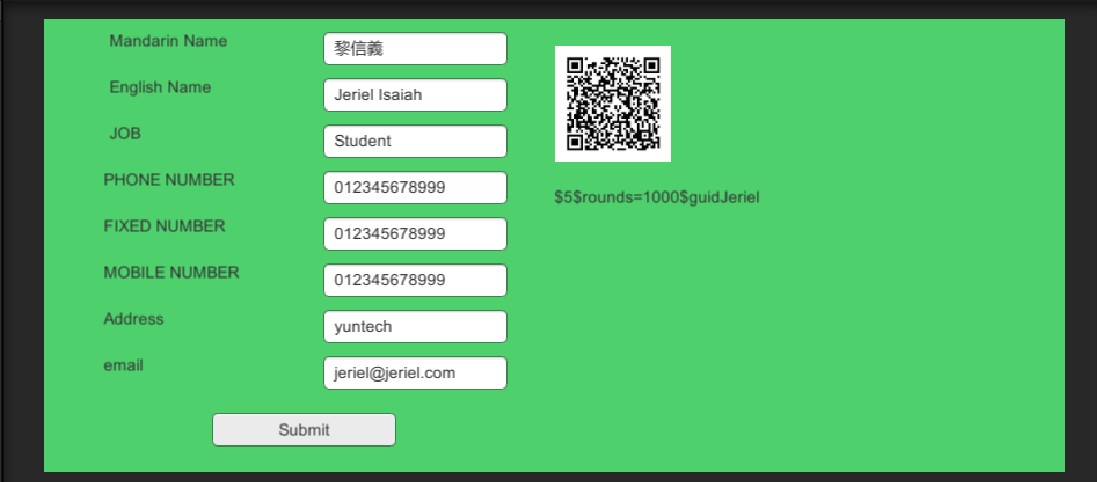 Mandarin Name 黎信義
English Name Jeriel Isaiah
JOB Student
PHONE NUMBER 012345678999
FIXED NUMBER 012345678999
MOBILE NUMBER 012345678999
Address yuntech
email jeriel@jeriel.com
Submit
$5$rounds=1000$guidJeriel